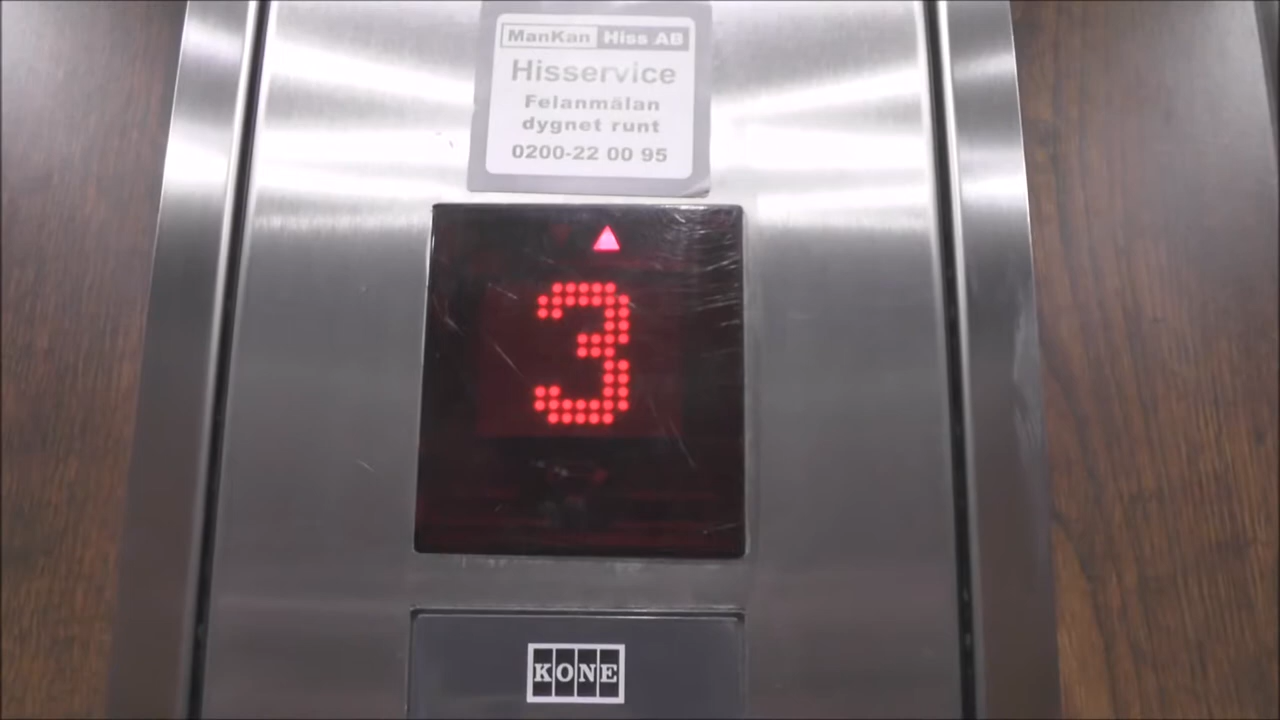 ManKan Hiss AB
Hisservice
Felanmälan
dygnet runt
0200-22 00 95
3
KONE